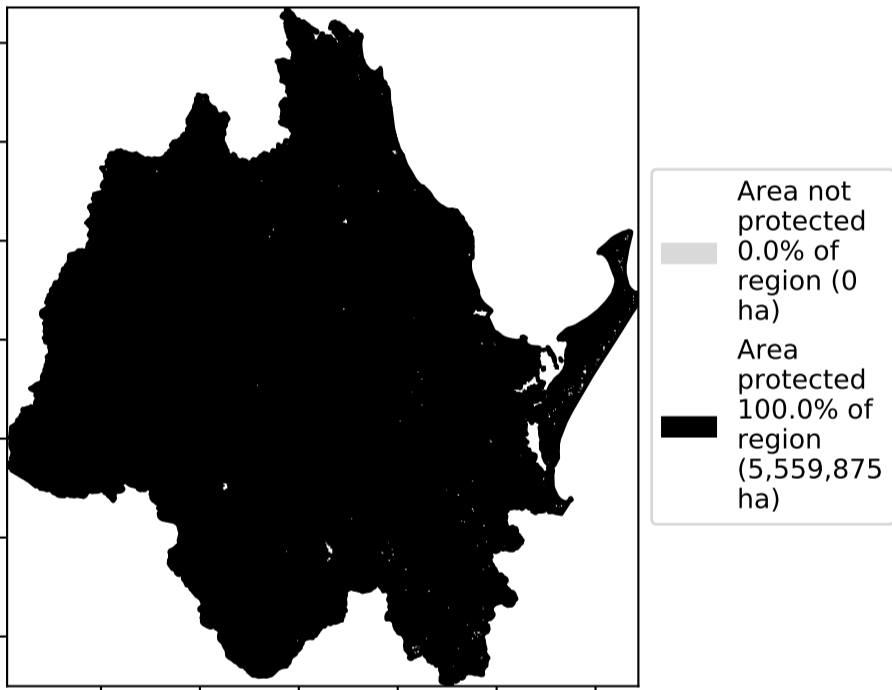 Area not
protected
0.0% of
region (0
ha)
Area
protected
100.0% of
region
(5,559,875
ha)